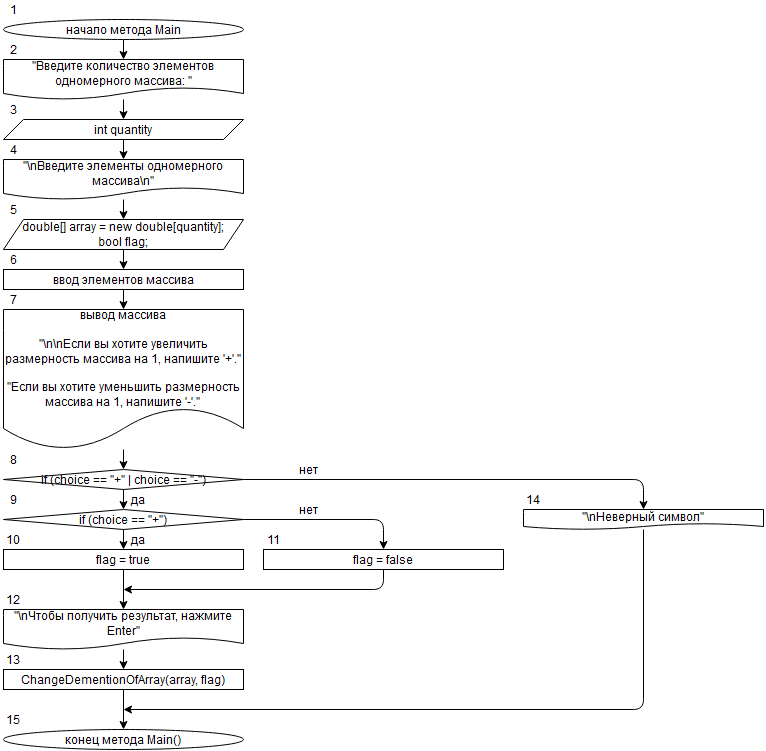 1
начало метода Main
2
"Введите количество элементов
одномерного массива: "
3
int quantity
4
"\nВведите элементы одномерного
массива\n"
5
double[] array = new double[quantity];
bool flag;
6
ввод элементов массива
7
вывод массива
"\n\nЕсли вы хотите увеличить
размерность массива на 1, напишите '+'."
"Если вы хотите уменьшить размерность
массива на 1, напишите '-'."
8
if (choice == "+" | choice == "-")
нет
да
9
if (choice == "+")
нет
да
14
"\nНеверный символ"
10
flag = true
11
flag = false
12
"\nЧтобы получить результат, нажмите
Enter"
13
ChangeDementionOfArray(array, flag)
15
конец метода Main()